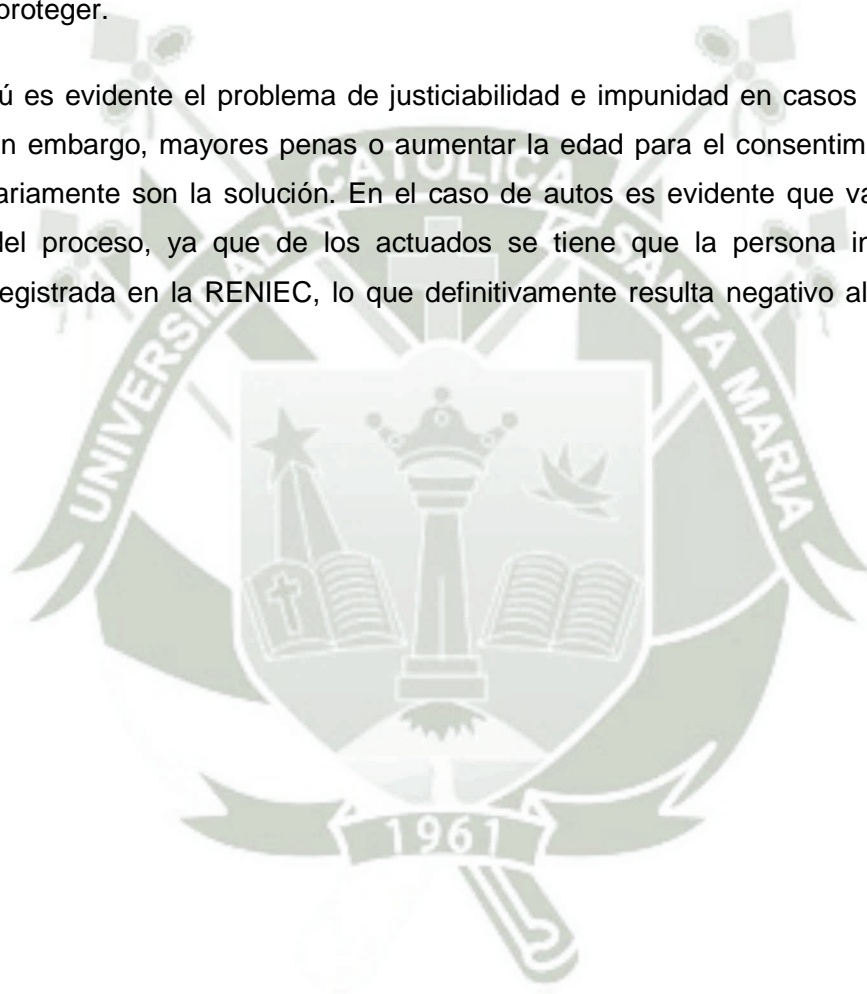 proteger.
ú es evidente el problema de justiciabilidad e impunidad en casos
n embargo, mayores penas o aumentar la edad para el consentim
ariamente son la solución. En el caso de autos es evidente que va
del proceso, ya que de los actuados se tiene que la persona in
egistrada en la RENIEC, lo que definitivamente resulta negativo al
UNIVERSIDAD CATOLICA SANTA MARIA
1961